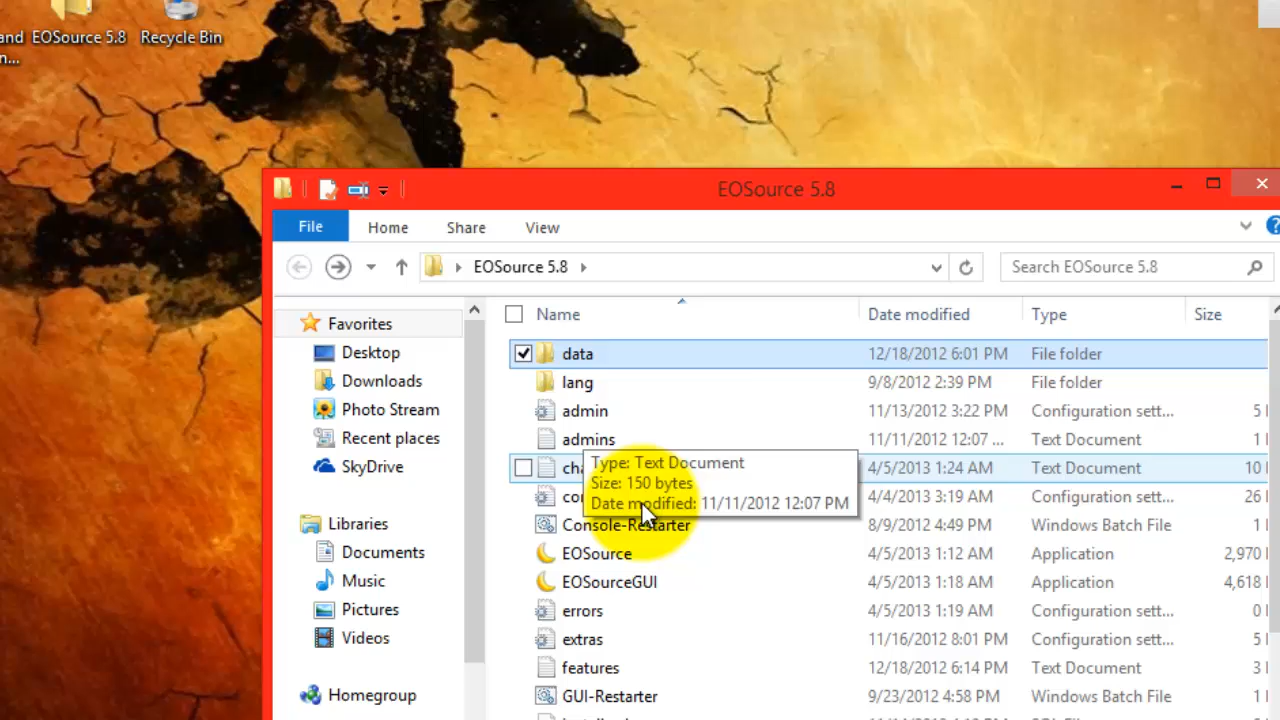 and EOSource 5.8 Recycle Bin
n...
EOSource 5.8
File Home Share View
EOSource 5.8 Search EOSource 5.8
Name Date modified Type Size
Favorites
Desktop
Downloads
Photo Stream
Recent places
SkyDrive
Libraries
Documents
Music
Pictures
Videos
Homegroup
data 12/18/2012 6:01 PM File folder
lang 9/8/2012 2:39 PM File folder
admin 11/13/2012 3:22 PM Configuration sett... 5
admins 11/11/2012 12:07 ... Text Document 1
Type: Text Document
Size: 150 bytes
Date modified: 11/11/2012 12:07 PM
4/5/2013 1:24 AM Text Document 10
4/4/2013 3:19 AM Configuration sett... 26
Console-Restarter 8/9/2012 4:49 PM Windows Batch File 1
EOSource 4/5/2013 1:12 AM Application 2,970
EOSourceGUI 4/5/2013 1:18 AM Application 4,618
errors 4/5/2013 1:19 AM Configuration sett... 0
extras 11/16/2012 8:01 PM Configuration sett... 5
features 12/18/2012 6:14 PM Text Document 3
GUI-Restarter 9/23/2012 4:58 PM Windows Batch File 1